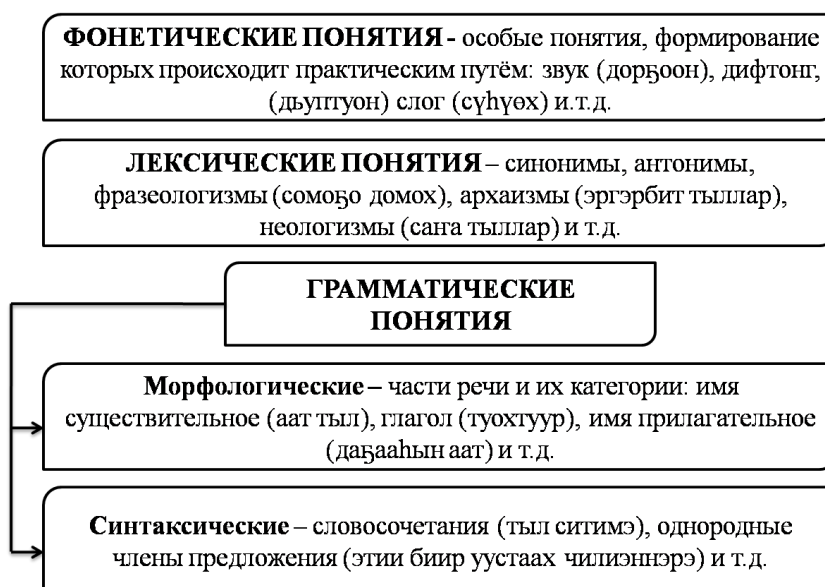 ФОНЕТИЧЕСКИЕ ПОНЯТИЯ - особые понятия, формирование
которых происходит практическим путём: звук (дорҕоон), дифтонг,
(дьуптуон) слог (сүһүөх) и.т.д.
ЛЕКСИЧЕСКИЕ ПОНЯТИЯ – синонимы, антонимы,
фразеологизмы (сомоҕо домох), архаизмы (эргэрбит тыллар),
неологизмы (саҥа тыллар) и т.д.
ГРАММАТИЧЕСКИЕ
ПОНЯТИЯ
Морфологические – части речи и их категории: имя
существительное (аат тыл), глагол (туохтуур), имя прилагательное
(даҕааһын аат) и т.д.
Синтаксические – словосочетания (тыл ситимэ), однородные
члены предложения (этии биир уустаах чилиэннэрэ) и т.д.